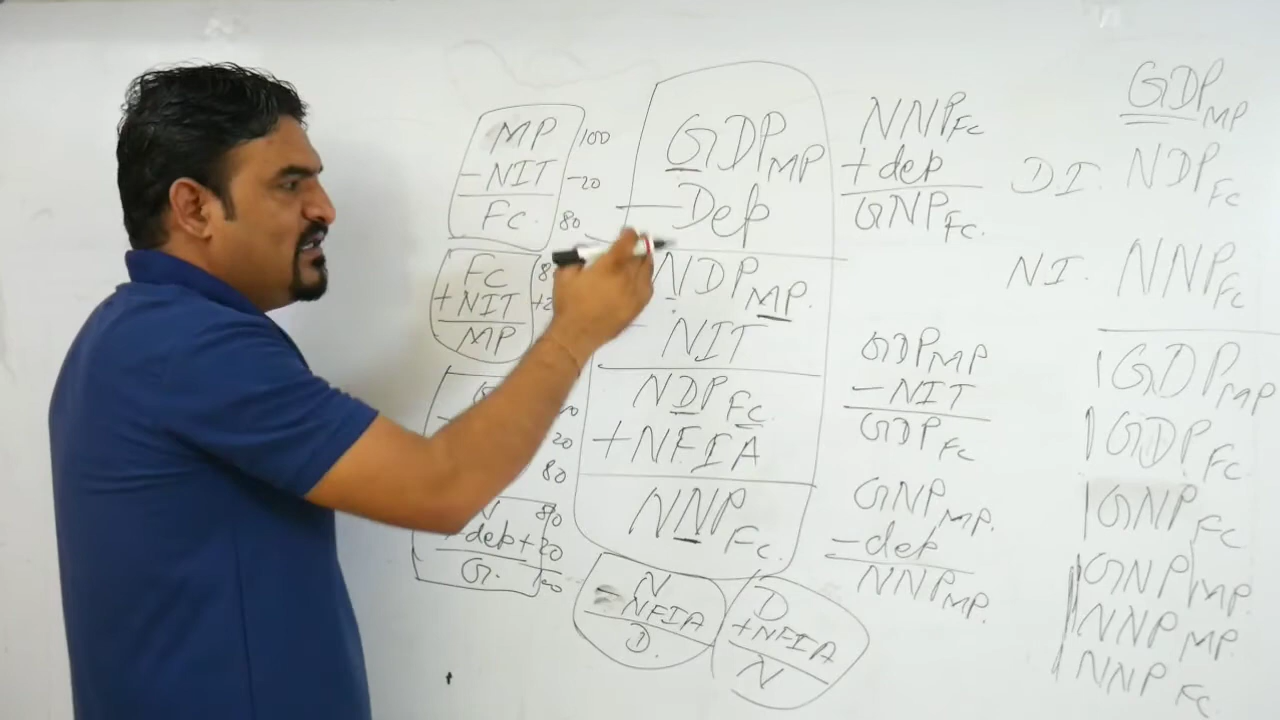 MP 100
- NIT -20
FC. 80
FC
+ NIT
MP
20
80
N 80
- dep + 20
G.
GDP MP
- Dep
NDP MP.
- NIT
NDP FC
+ NFIA
NNP FC.
N
- NFIA
D.
D
+ NFIA
N
NNP FC
+ dep
GNP FC.
GDP MP
- NIT
GDP FC
GNP MP.
- dep
NNP MP.
GDP MP
DI. NDP FC
NI. NNP FC
GDP MP
GDP FC
GNP FC
GNP MP.
NNP MP.
NNP FC.